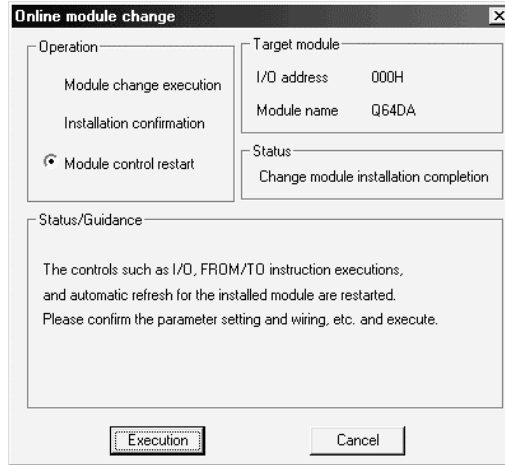 Online module change
Operation
Module change execution
Installation confirmation
Module control restart
Target module
I/O address 000H
Module name Q64DA
Status
Change module installation completion
Status/Guidance
The controls such as I/O, FROM/TO instruction executions,
and automatic refresh for the installed module are restarted.
Please confirm the parameter setting and wiring, etc. and execute.
Execution
Cancel